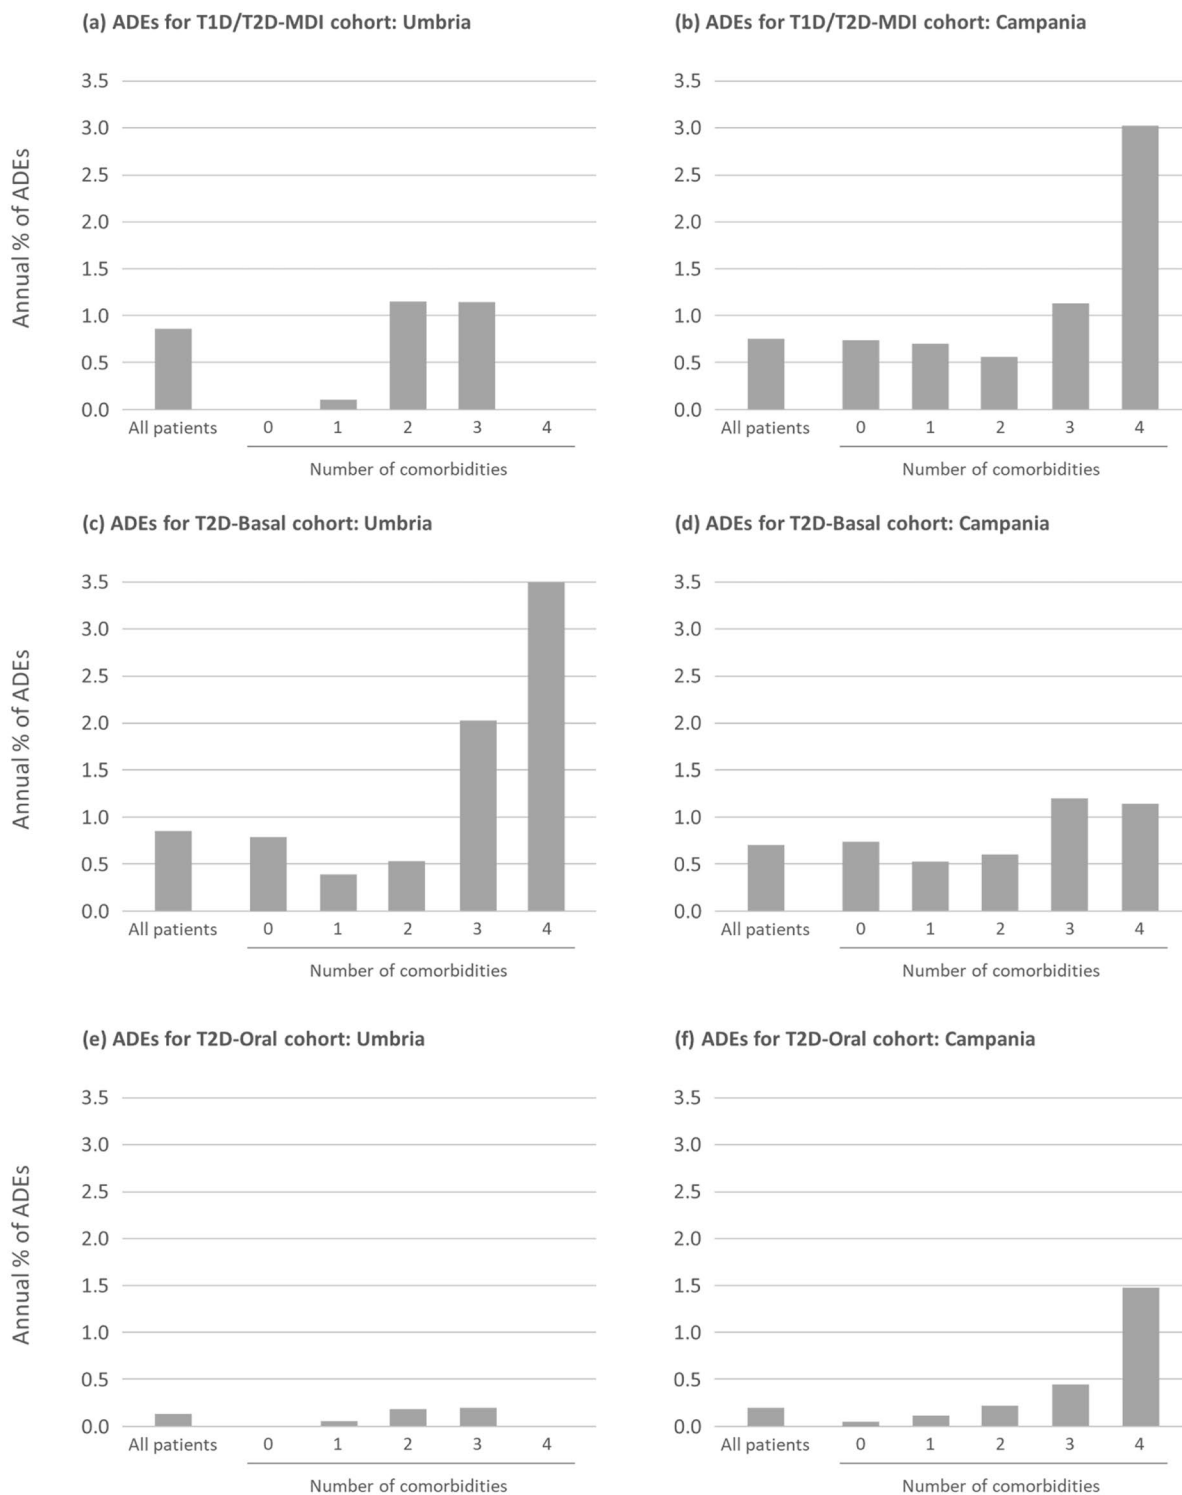 (a) ADEs for T1D/T2D-MDI cohort: Umbria
Annual % of ADEs
3.5
3.0
2.5
2.0
1.5
1.0
0.5
0.0
All patients 0 1 2 3 4
Number of comorbidities
(b) ADEs for T1D/T2D-MDI cohort: Campania
3.5
3.0
2.5
2.0
1.5
1.0
0.5
0.0
All patients 0 1 2 3 4
Number of comorbidities
(c) ADEs for T2D-Basal cohort: Umbria
Annual % of ADEs
3.5
3.0
2.5
2.0
1.5
1.0
0.5
0.0
All patients 0 1 2 3 4
Number of comorbidities
(d) ADEs for T2D-Basal cohort: Campania
3.5
3.0
2.5
2.0
1.5
1.0
0.5
0.0
All patients 0 1 2 3 4
Number of comorbidities
(e) ADEs for T2D-Oral cohort: Umbria
Annual % of ADEs
3.5
3.0
2.5
2.0
1.5
1.0
0.5
0.0
All patients 0 1 2 3 4
Number of comorbidities
(f) ADEs for T2D-Oral cohort: Campania
3.5
3.0
2.5
2.0
1.5
1.0
0.5
0.0
All patients 0 1 2 3 4
Number of comorbidities